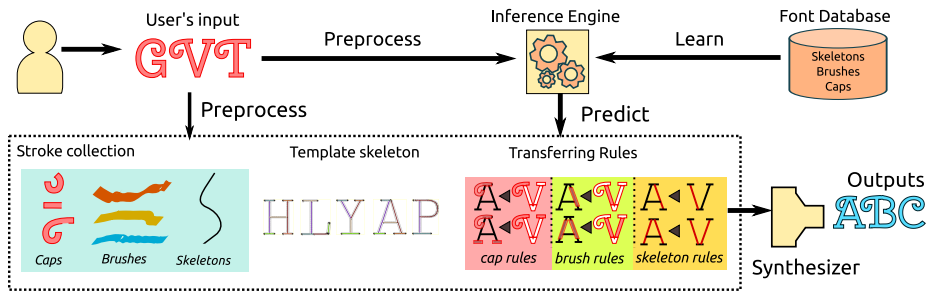 User's input
Inference Engine
Font Database
GVT
Preprocess
Learn
Skeletons
Brushes
Caps
Preprocess
Predict
Stroke collection
Template skeleton
Transferring Rules
Caps
Brushes
Skeletons
HLYAP
A V A V A V
A V A V A V
cap rules
brush rules
skeleton rules
Outputs
ABC
Synthesizer